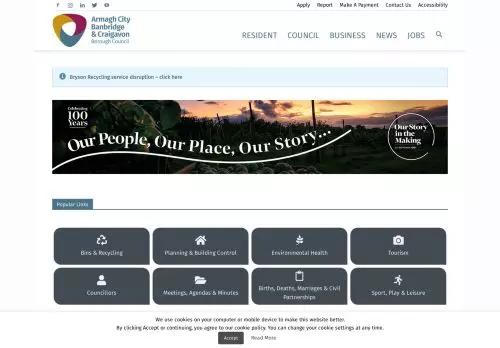 Apply Report Make A Payment Contact Us Accessibility
Armagh City
Banbridge
& Craigavon
Borough Council
RESIDENT COUNCIL BUSINESS NEWS JOBS
Bryson Recycling service disruption – click here
Celebrating
100
Years
Our People, Our Place, Our Story...
Our Story
in the
Making
Popular Links
Bins & Recycling
Planning & Building Control
Environmental Health
Tourism
Councillors
Meetings, Agendas & Minutes
Births, Deaths, Marriages & Civil
Partnerships
Sport, Play & Leisure
We use cookies on your computer or mobile device to make this website better.
By clicking Accept or continuing, you agree to our cookie policy. You can change your cookie settings at any time.
Accept Read More